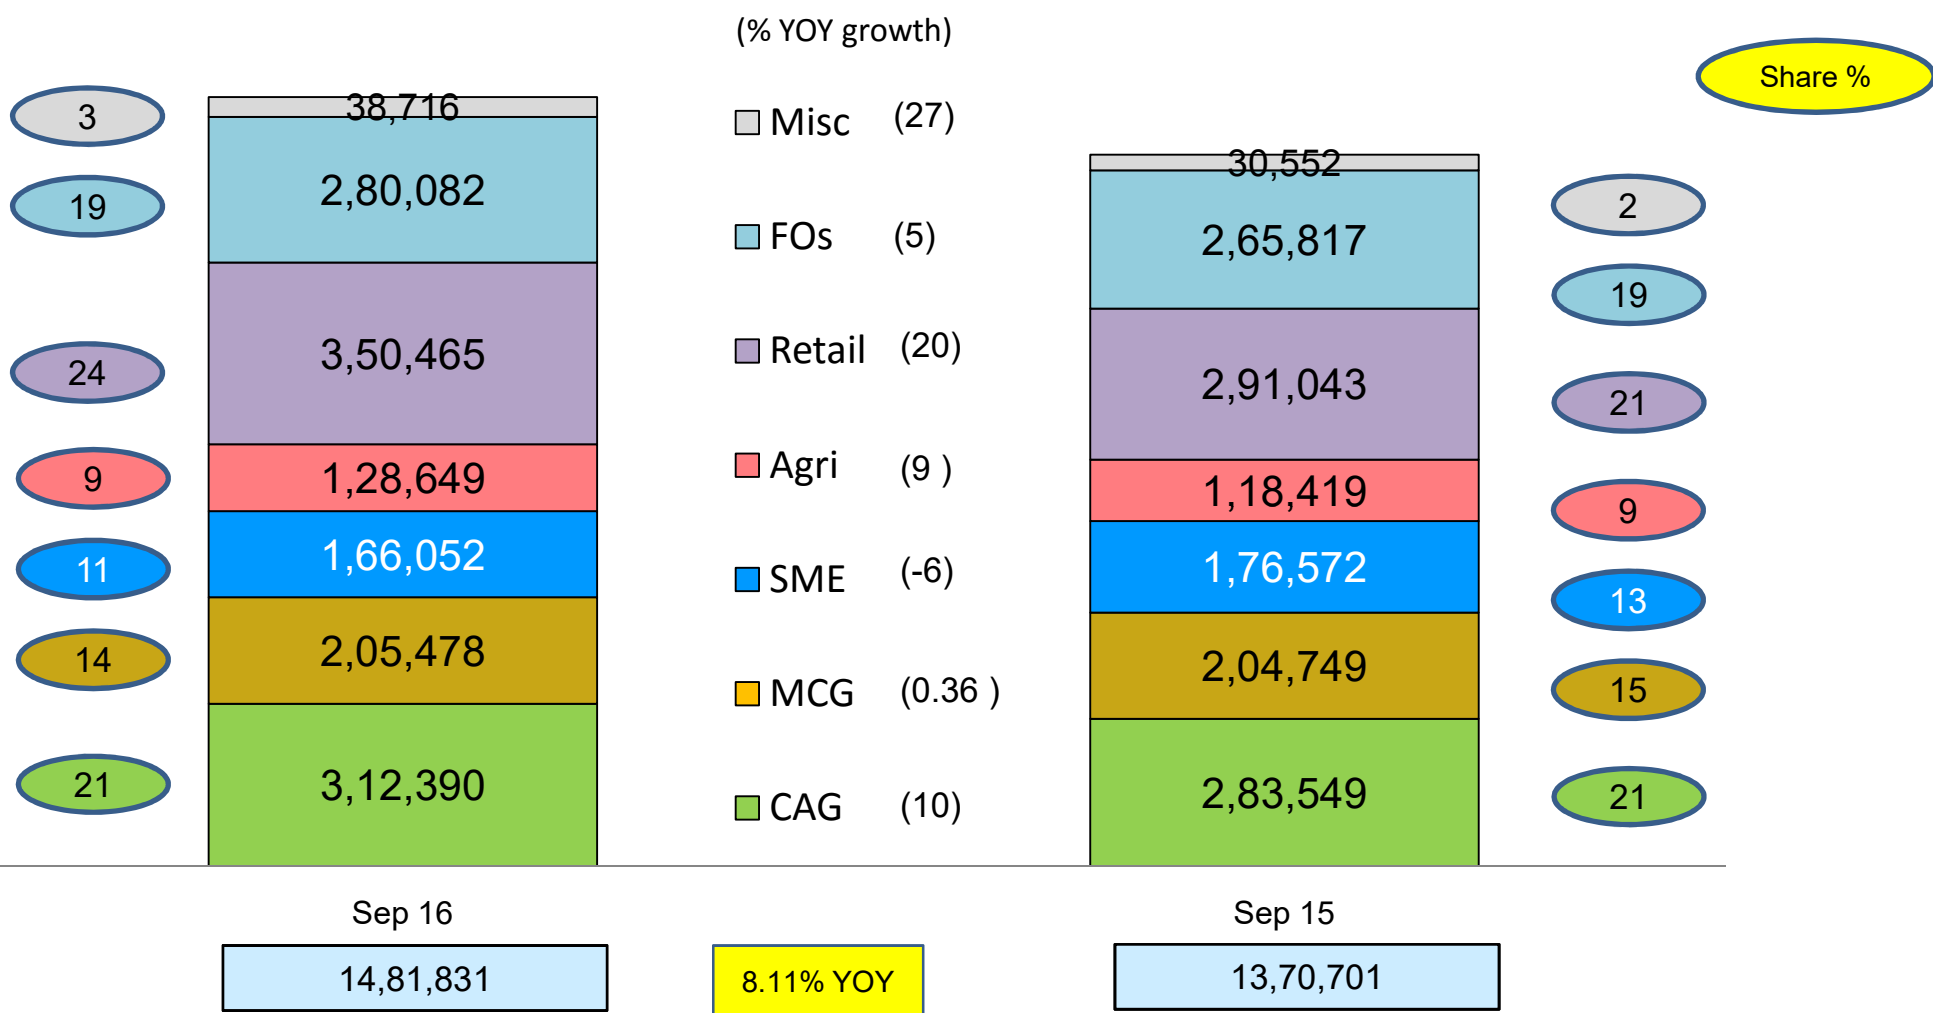 (% YOY growth)
Share %
3
38,716
Misc (27)
30,552
2
19
2,80,082
FOs (5)
2,65,817
19
24
3,50,465
Retail (20)
2,91,043
21
9
1,28,649
Agri (9 )
1,18,419
9
11
1,66,052
SME (-6)
1,76,572
13
14
2,05,478
MCG (0.36 )
2,04,749
15
21
3,12,390
CAG (10)
2,83,549
21
Sep 16
Sep 15
14,81,831
8.11% YOY
13,70,701